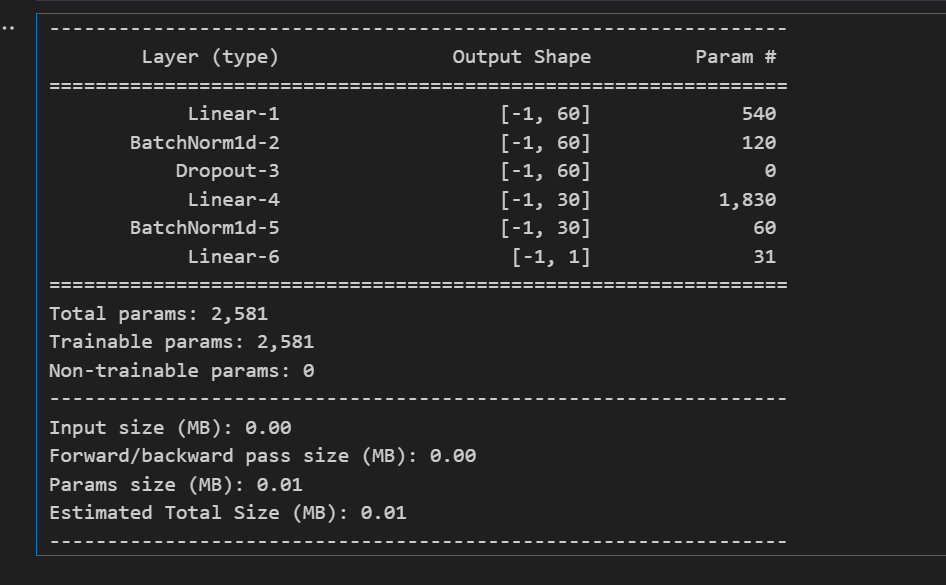 ----------------------------------------------------------------
        Layer (type)               Output Shape         Param #
================================================================
            Linear-1                   [-1, 60]             540
       BatchNorm1d-2                   [-1, 60]             120
           Dropout-3                   [-1, 60]               0
            Linear-4                   [-1, 30]           1,830
       BatchNorm1d-5                   [-1, 30]              60
            Linear-6                    [-1, 1]              31
================================================================
Total params: 2,581
Trainable params: 2,581
Non-trainable params: 0
----------------------------------------------------------------
Input size (MB): 0.00
Forward/backward pass size (MB): 0.00
Params size (MB): 0.01
Estimated Total Size (MB): 0.01
----------------------------------------------------------------